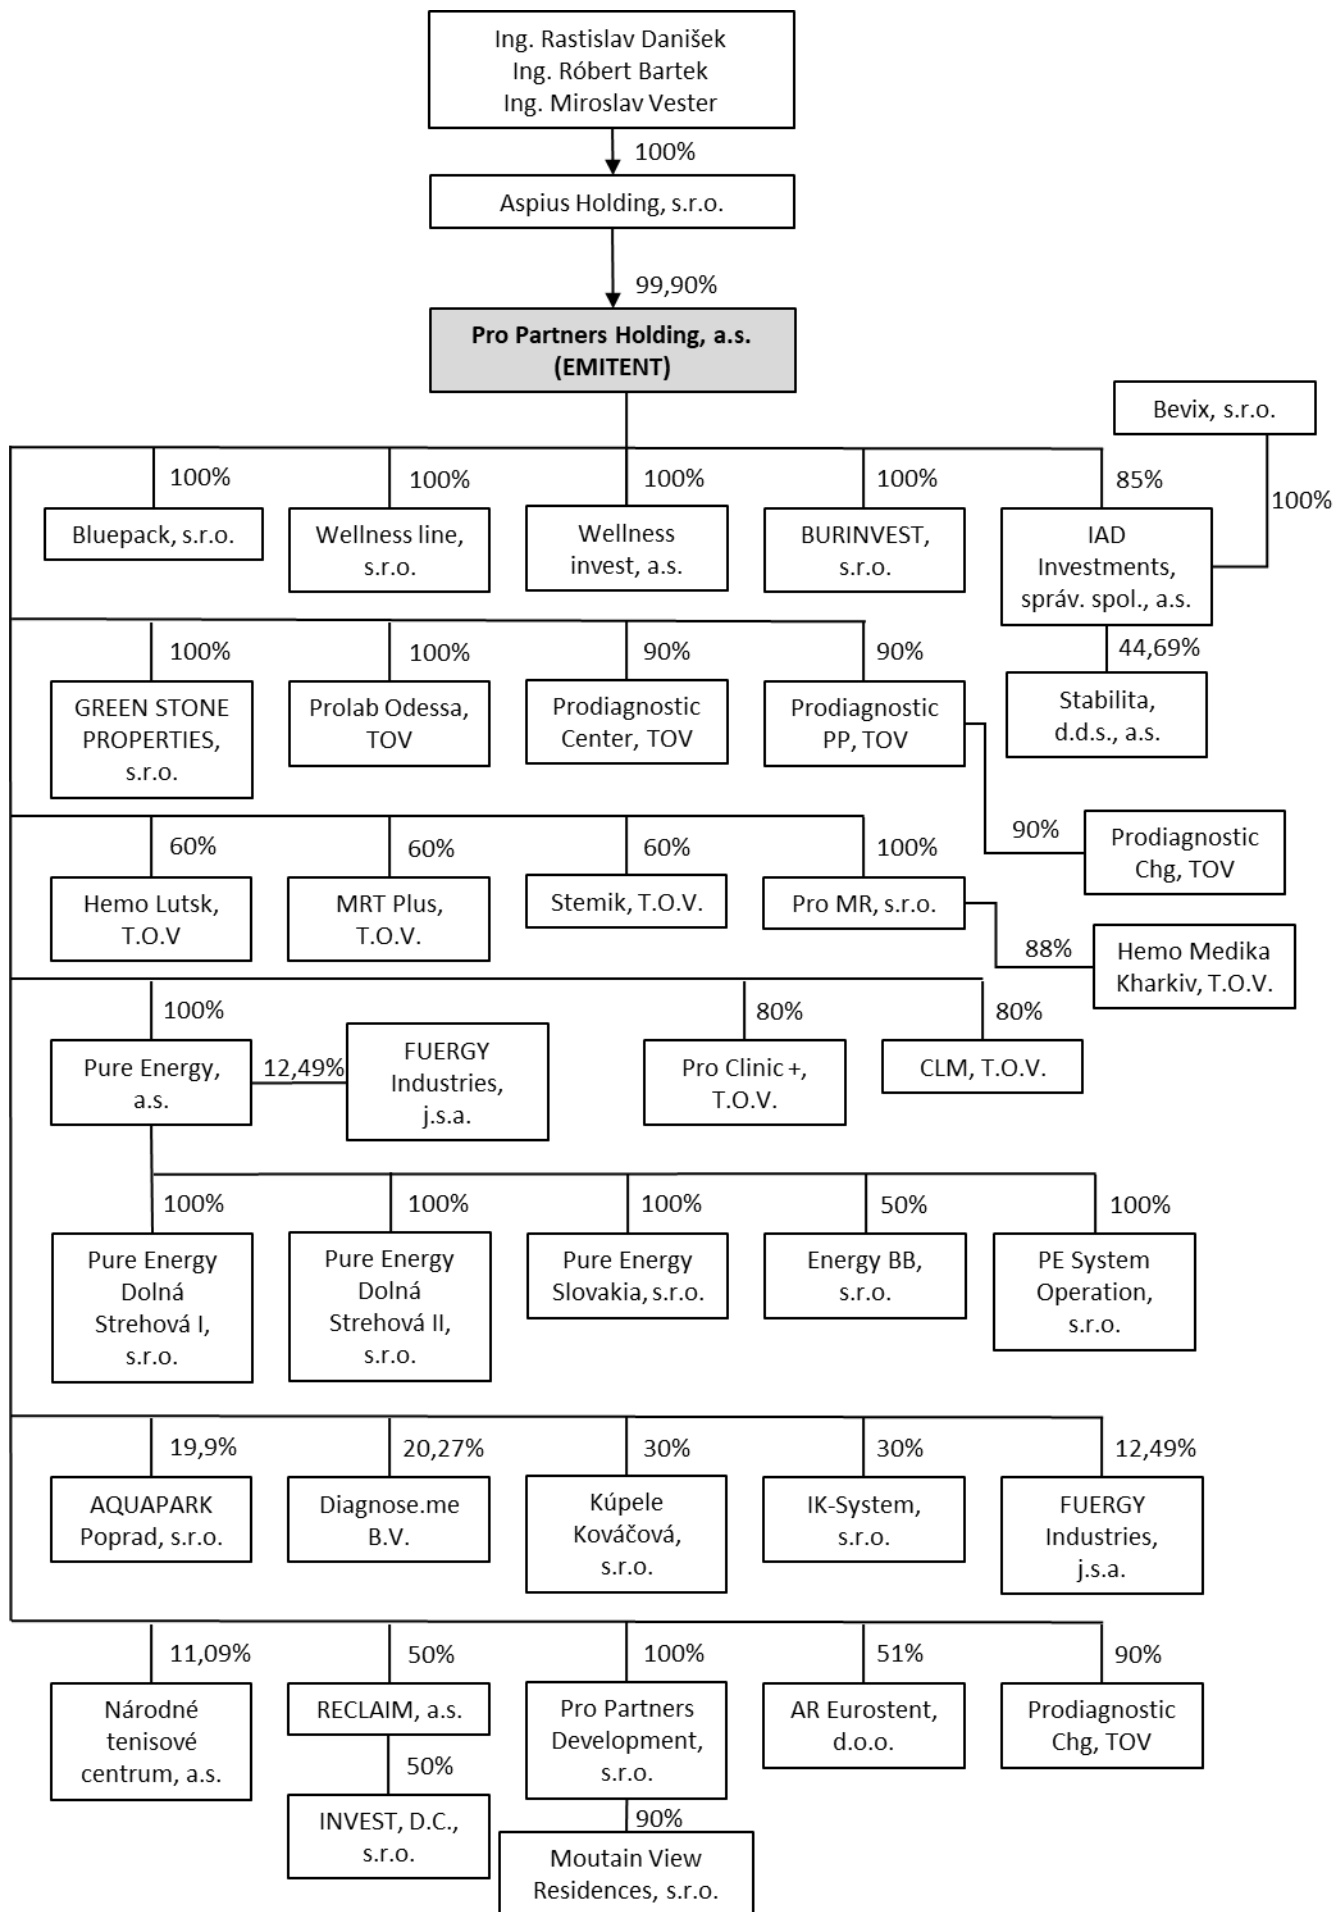 Ing. Rastislav Danišek
Ing. Róbert Bartek
Ing. Miroslav Vester
100%
Aspius Holding, s.r.o.
99,90%
Pro Partners Holding, a.s.
(EMITENT)
Bevix, s.r.o.
100%
100%
100%
100%
85%
100%
Bluepack, s.r.o.
Wellness line,
s.r.o.
Wellness
invest, a.s.
BURINVEST,
s.r.o.
IAD
Investments,
správ. spol., a.s.
100%
100%
90%
90%
44,69%
GREEN STONE
PROPERTIES,
s.r.o.
Prolab Odessa,
TOV
Prodiagnostic
Center, TOV
Prodiagnostic
PP, TOV
Stabilita,
d.d.s., a.s.
90%
Prodiagnostic
Chg, TOV
60%
60%
60%
100%
Hemo Lutsk,
T.O.V
MRT Plus,
T.O.V.
Stemik, T.O.V.
Pro MR, s.r.o.
88%
Hemo Medika
Kharkiv, T.O.V.
100%
80%
80%
Pure Energy,
a.s.
12,49%
FUERGY
Industries,
j.s.a.
Pro Clinic +,
T.O.V.
CLM, T.O.V.
100%
100%
100%
50%
100%
Pure Energy
Dolná
Strehová I,
s.r.o.
Pure Energy
Dolná
Strehová II,
s.r.o.
Pure Energy
Slovakia, s.r.o.
Energy BB,
s.r.o.
PE System
Operation,
s.r.o.
19,9%
20,27%
30%
30%
12,49%
AQUAPARK
Poprad, s.r.o.
Diagnose.me
B.V.
Kúpele
Kováčová,
s.r.o.
IK-System,
s.r.o.
FUERGY
Industries,
j.s.a.
11,09%
50%
100%
51%
90%
Národné
tenisové
centrum, a.s.
RECLAIM, a.s.
Pro Partners
Development,
s.r.o.
AR Eurostent,
d.o.o.
Prodiagnostic
Chg, TOV
50%
INVEST, D.C.,
s.r.o.
90%
Moutain View
Residences, s.r.o.